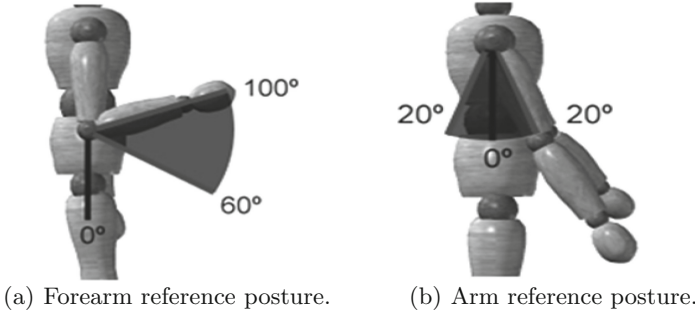 100º
60º
0º
20º
20º
0º
(a) Forearm reference posture.
(b) Arm reference posture.